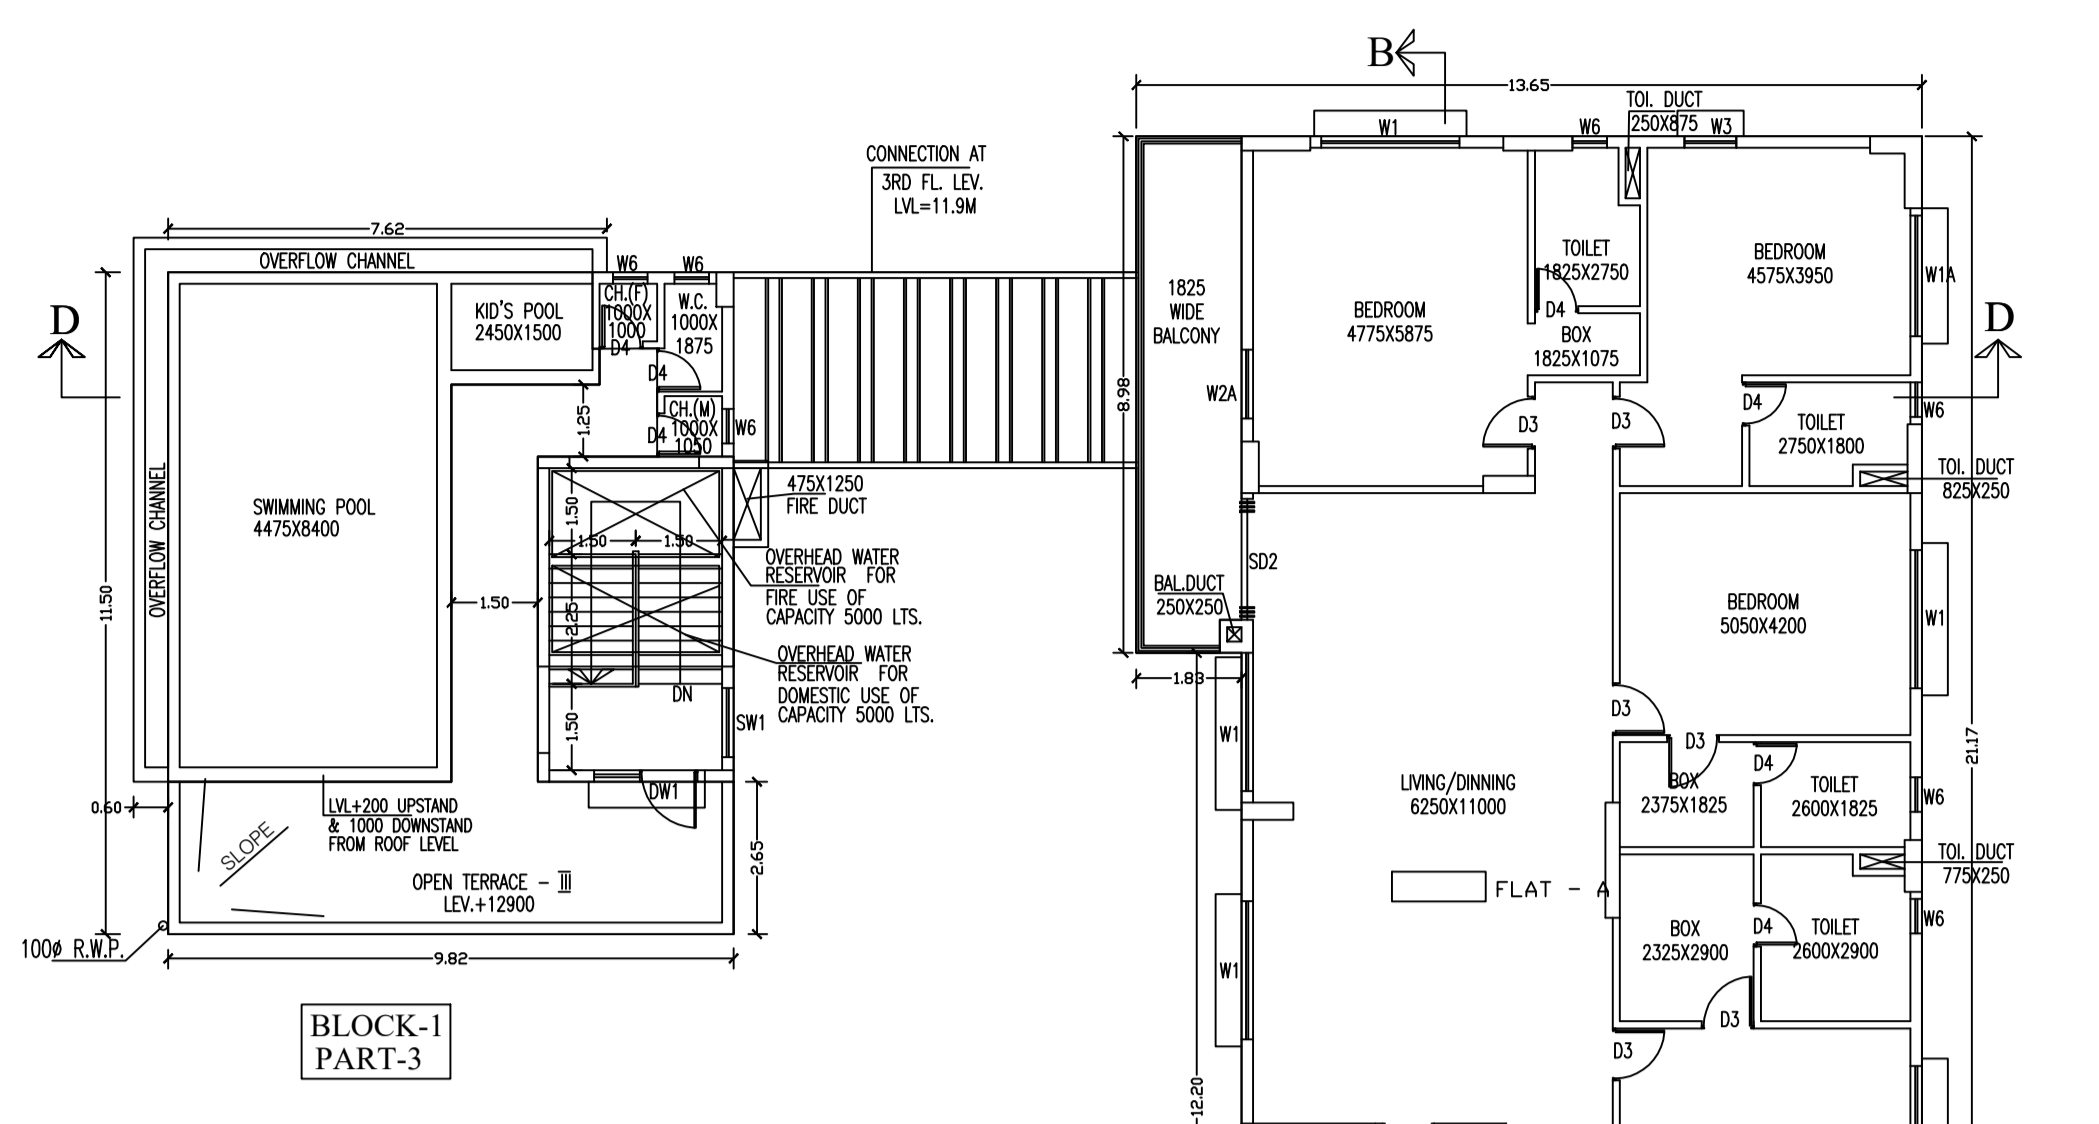 B
13.65
TOI. DUCT
250X875
W1
W6
W3
CONNECTION AT
3RD FL. LEV.
LVL=11.9M
7.62
OVERFLOW CHANNEL
W6
W6
KID'S POOL
2450X1500
CH.(F)
1000X
1000
D4
W.C.
1000X
1875
D4
CH.(M)
1000X
1050
D4
W6
D
11.50
OVERFLOW CHANNEL
SWIMMING POOL
4475X8400
1.25
1.50
1.50
1.50
1.50
2.25
1.50
475X1250
FIRE DUCT
OVERHEAD WATER
RESERVOIR FOR
FIRE USE OF
CAPACITY 5000 LTS.
OVERHEAD WATER
RESERVOIR FOR
DOMESTIC USE OF
CAPACITY 5000 LTS.
DN
SW1
DW1
0.60
LVL+200 UPSTAND
& 1000 DOWNSTAND
FROM ROOF LEVEL
SLOPE
OPEN TERRACE - III
LEV.+12900
2.65
100ø R.W.P.
9.82
BLOCK-1
PART-3
1825
WIDE
BALCONY
8.98
W2A
BEDROOM
4775X5875
TOILET
1825X2750
D4
BOX
1825X1075
BEDROOM
4575X3950
W1A
D
D3
D3
D4
TOILET
2750X1800
W6
TOI. DUCT
825X250
SD2
BAL.DUCT
250X250
1.83
BEDROOM
5050X4200
W1
D3
D3
21.17
W1
LIVING/DINNING
6250X11000
BOX
2375X1825
D4
TOILET
2600X1825
W6
TOI. DUCT
775X250
FLAT - A
W1
BOX
2325X2900
D4
TOILET
2600X2900
W6
D3
D3
12.20